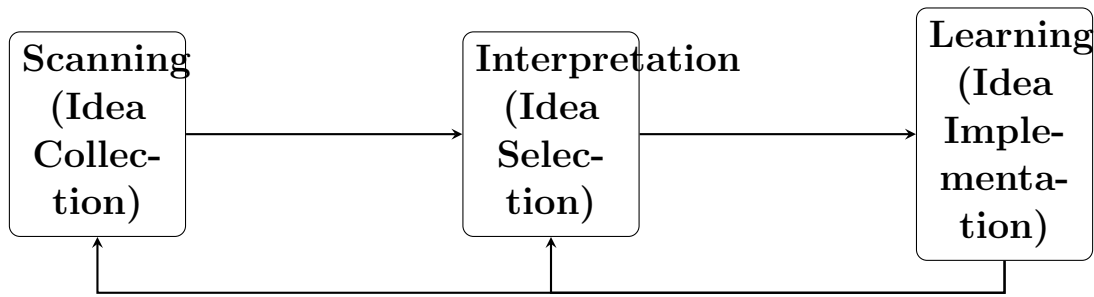 Scanning
(Idea
Collec-
tion)
Interpretation
(Idea
Selec-
tion)
Learning
(Idea
Imple-
menta-
tion)